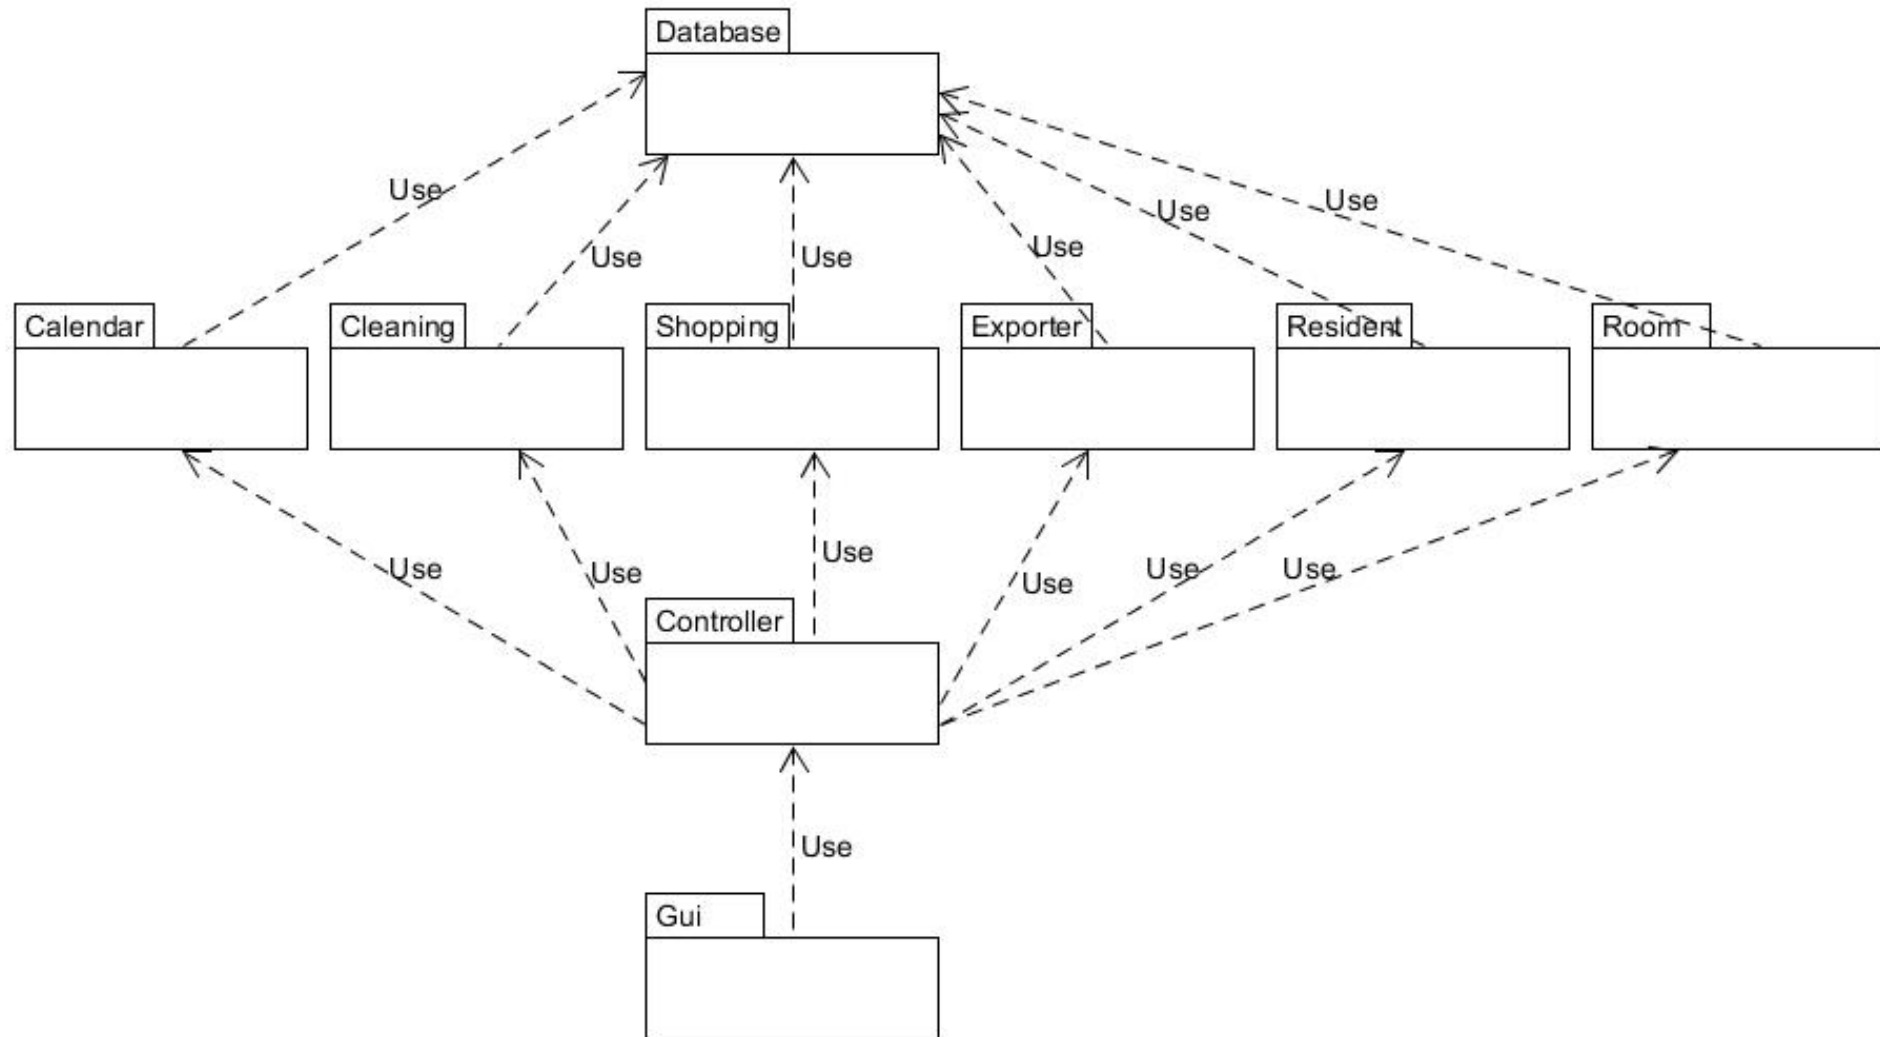 Database
Use
Use
Use
Use
Use
Use
Calendar
Cleaning
Shopping
Exporter
Resident
Room
Use
Use
Use
Use
Use
Use
Controller
Use
Gui